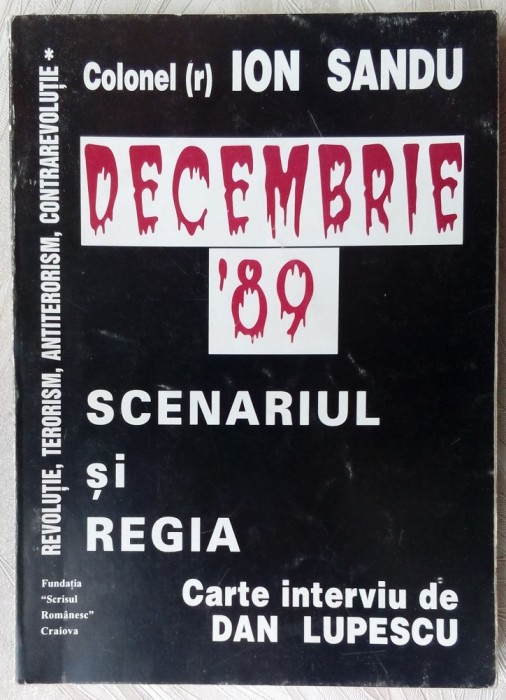 REVOLUȚIE, TERORISM, ANTITERORISM, CONTRAREVOLUȚIE *
Colonel (r) ION SANDU
DECEMBRIE
'89
SCENARIUL
și
REGIA
Carte interviu de
DAN LUPESCU
Fundația
"Scrisul
Românesc"
Craiova